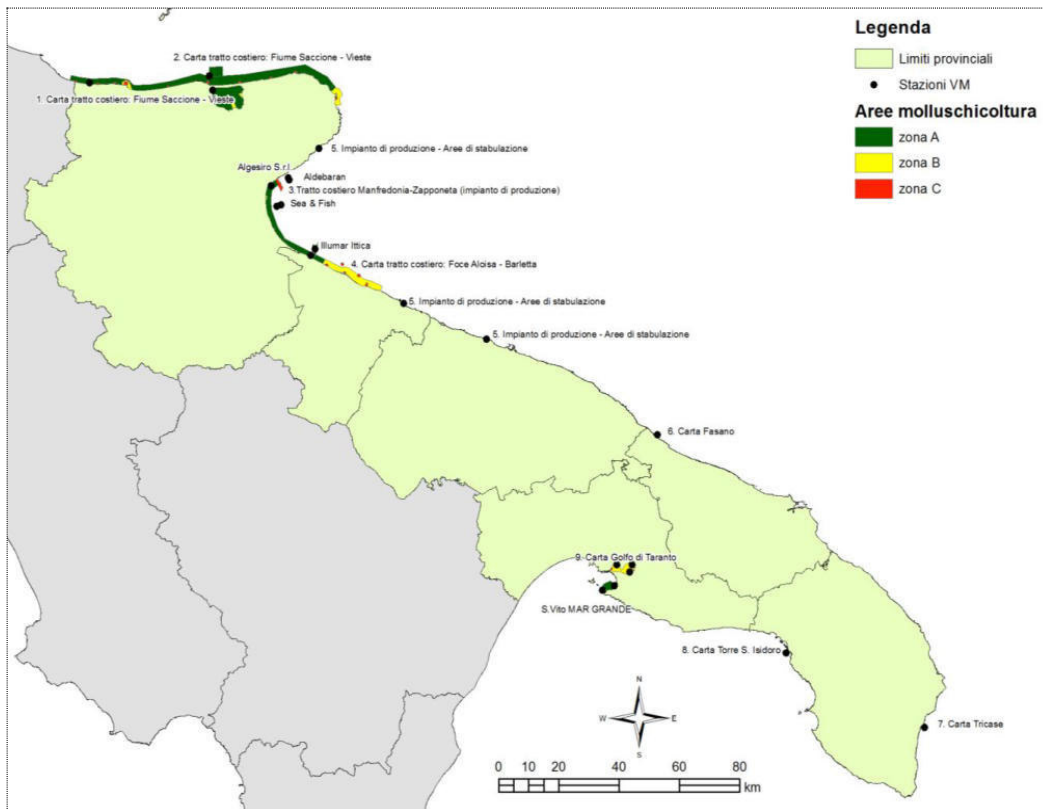 Legenda
Limiti provinciali
Stazioni VM
Aree molluschicoltura
zona A
zona B
zona C
2. Carta tratto costiero: Fiume Saccione - Vieste
1. Carta tratto costiero: Fiume Saccione - Vieste
5. Impianto di produzione - Aree di stabulazione
Algesiro S.r.l.
Aldebaran
3.Tratto costiero Manfredonia-Zapponeta (impianto di produzione)
Sea & Fish
Illumar Ittica
4. Carta tratto costiero: Foce Aloisa - Barletta
5. Impianto di produzione - Aree di stabulazione
5. Impianto di produzione - Aree di stabulazione
6. Carta Fasano
9. Carta Golfo di Taranto
S.Vito MAR GRANDE
8. Carta Torre S. Isidoro
7. Carta Tricase
N
W E
S
0 10 20 40 60 80
km